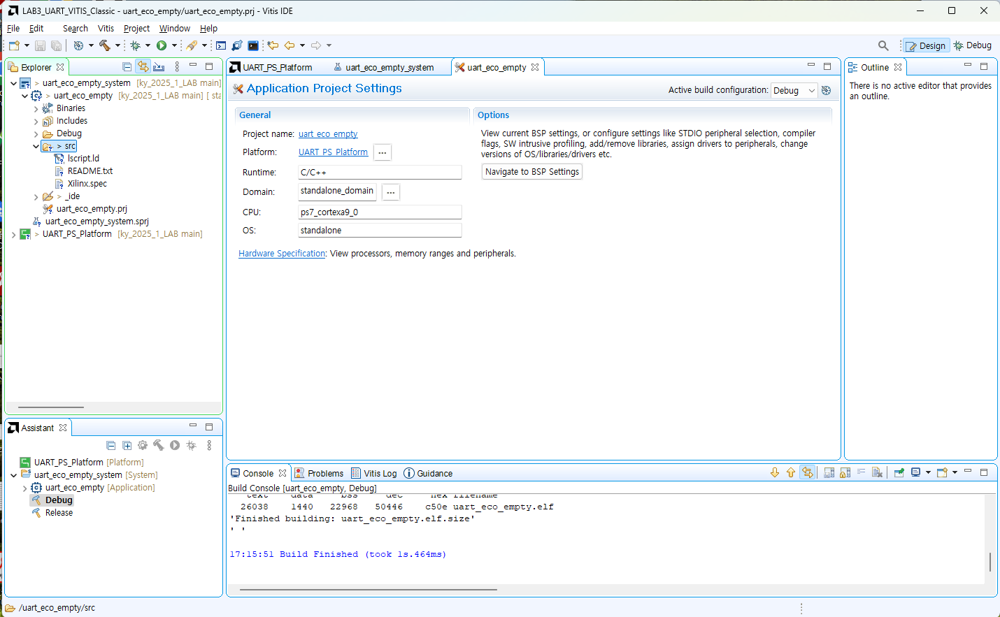 LAB3_UART_VITIS_Classic - uart_eco_empty/uart_eco_empty.prj - Vitis IDE
File Edit Search Vitis Project Window Help
Design Debug
Explorer
> uart_eco_empty_system [ky_2025_1_LAB main]
> uart_eco_empty [ky_2025_1_LAB main] [ sta
Binaries
Includes
Debug
> src
lscript.ld
README.txt
Xilinx.spec
> _ide
uart_eco_empty.prj
uart_eco_empty_system.sprj
> UART_PS_Platform [ky_2025_1_LAB main]
UART_PS_Platform uart_eco_empty_system uart_eco_empty
Application Project Settings
Active build configuration: Debug
General
Project name: uart_eco_empty
Platform: UART_PS_Platform ...
Runtime: C/C++
Domain: standalone_domain ...
CPU: ps7_cortexa9_0
OS: standalone
Hardware Specification: View processors, memory ranges and peripherals.
Options
View current BSP settings, or configure settings like STDIO peripheral selection, compiler
flags, SW intrusive profiling, add/remove libraries, assign drivers to peripherals, change
versions of OS/libraries/drivers etc.
Navigate to BSP Settings
Outline
There is no active editor that provides
an outline.
Assistant
UART_PS_Platform [Platform]
uart_eco_empty_system [System]
uart_eco_empty [Application]
Debug
Release
Console Problems Vitis Log Guidance
Build Console [uart_eco_empty, Debug]
text data bss dec hex filename
26038 1440 22968 50446 c50e uart_eco_empty.elf
'Finished building: uart_eco_empty.elf.size'
' '
17:15:51 Build Finished (took 1s.464ms)
/uart_eco_empty/src